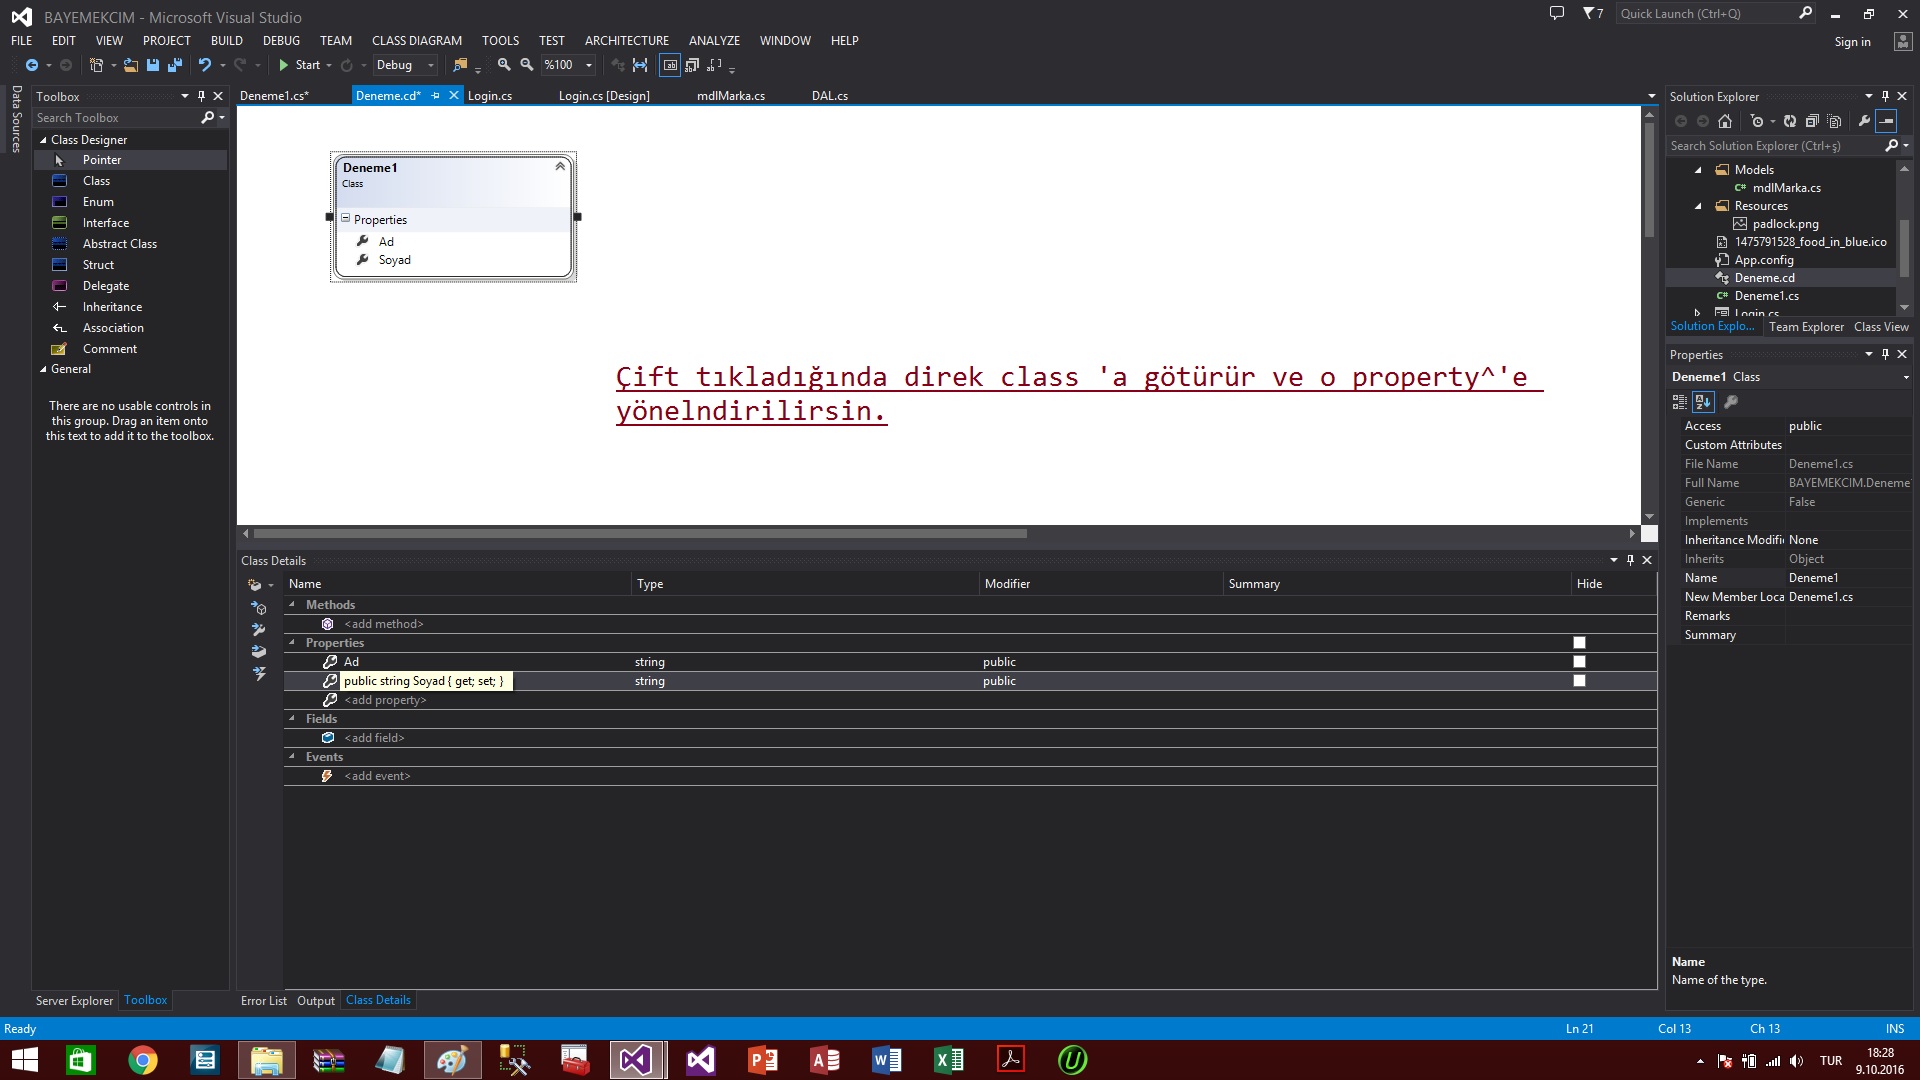 BAYEMEKCIM - Microsoft Visual Studio
7
Quick Launch (Ctrl+Q)
FILE EDIT VIEW PROJECT BUILD DEBUG TEAM CLASS DIAGRAM TOOLS TEST ARCHITECTURE ANALYZE WINDOW HELP
Sign in
Start Debug %100
Data Sources
Toolbox
Search Toolbox
Class Designer
Pointer
Class
Enum
Interface
Abstract Class
Struct
Delegate
Inheritance
Association
Comment
General
There are no usable controls in
this group. Drag an item onto
this text to add it to the toolbox.
Server Explorer Toolbox
Deneme1.cs* Deneme.cd* Login.cs Login.cs [Design] mdlMarka.cs DAL.cs
Deneme1
Class
Properties
Ad
Soyad
Çift tıkladığında direk class 'a götürür ve o property^'e
yönelndirilirsin.
Class Details
Name Type Modifier Summary Hide
Methods
<add method>
Properties
Ad string public
public string Soyad { get; set; } string public
<add property>
Fields
<add field>
Events
<add event>
Error List Output Class Details
Solution Explorer
Search Solution Explorer (Ctrl+ş)
Models
mdlMarka.cs
Resources
padlock.png
1475791528_food_in_blue.ico
App.config
Deneme.cd
Deneme1.cs
Login.cs
Solution Explo... Team Explorer Class View
Properties
Deneme1 Class
Access public
Custom Attributes
File Name Deneme1.cs
Full Name BAYEMEKCIM.Deneme1
Generic False
Implements
Inheritance Modifi None
Inherits Object
Name Deneme1
New Member Loca Deneme1.cs
Remarks
Summary
Name
Name of the type.
Ready Ln 21 Col 13 Ch 13 INS
TUR
18:28
9.10.2016